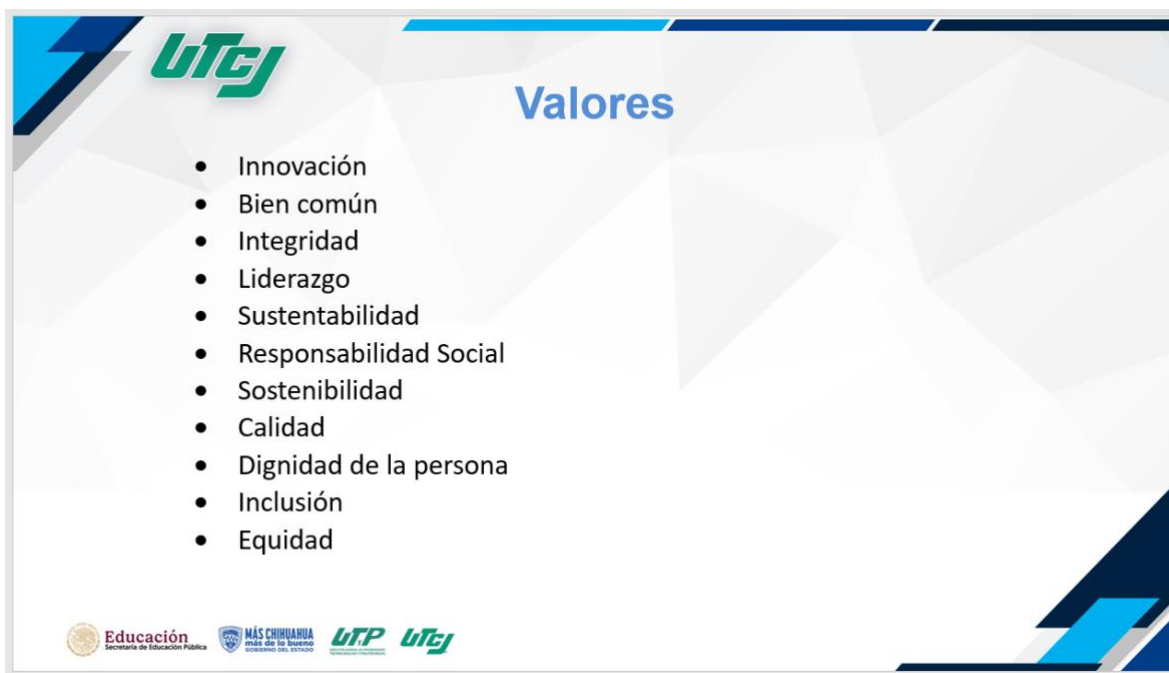 UTCJ
Valores
• Innovación
• Bien común
• Integridad
• Liderazgo
• Sustentabilidad
• Responsabilidad Social
• Sostenibilidad
• Calidad
• Dignidad de la persona
• Inclusión
• Equidad
Educación
Secretaría de Educación Pública
MÁS CHIHUAHUA
más de lo bueno
GOBIERNO DEL ESTADO
UT.P
UTCJ